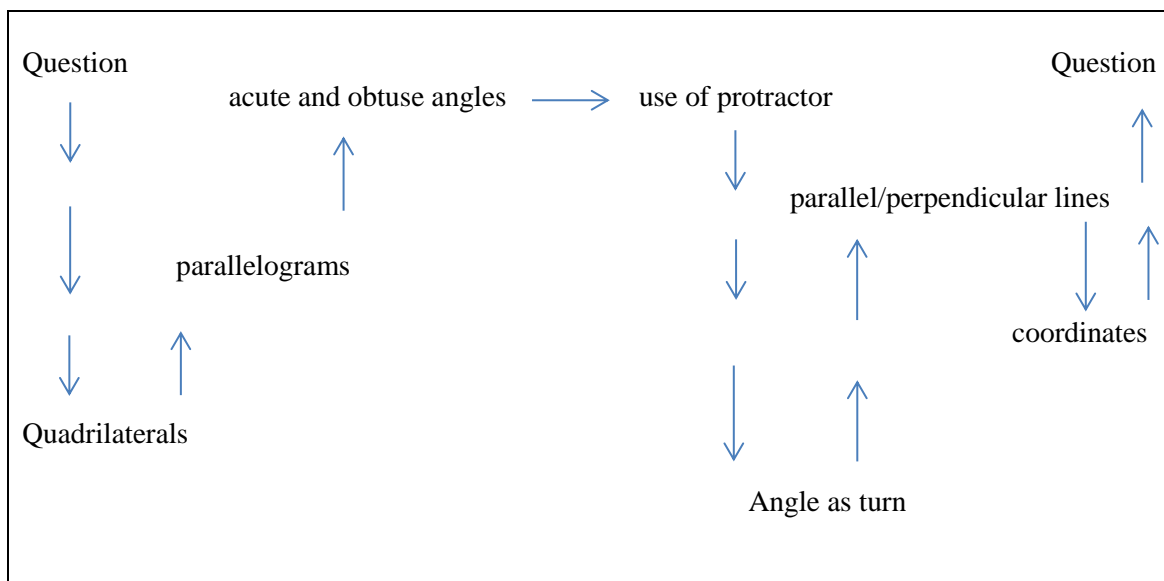 Question
Question
acute and obtuse angles
use of protractor
parallel/perpendicular lines
parallelograms
coordinates
Quadrilaterals
Angle as turn